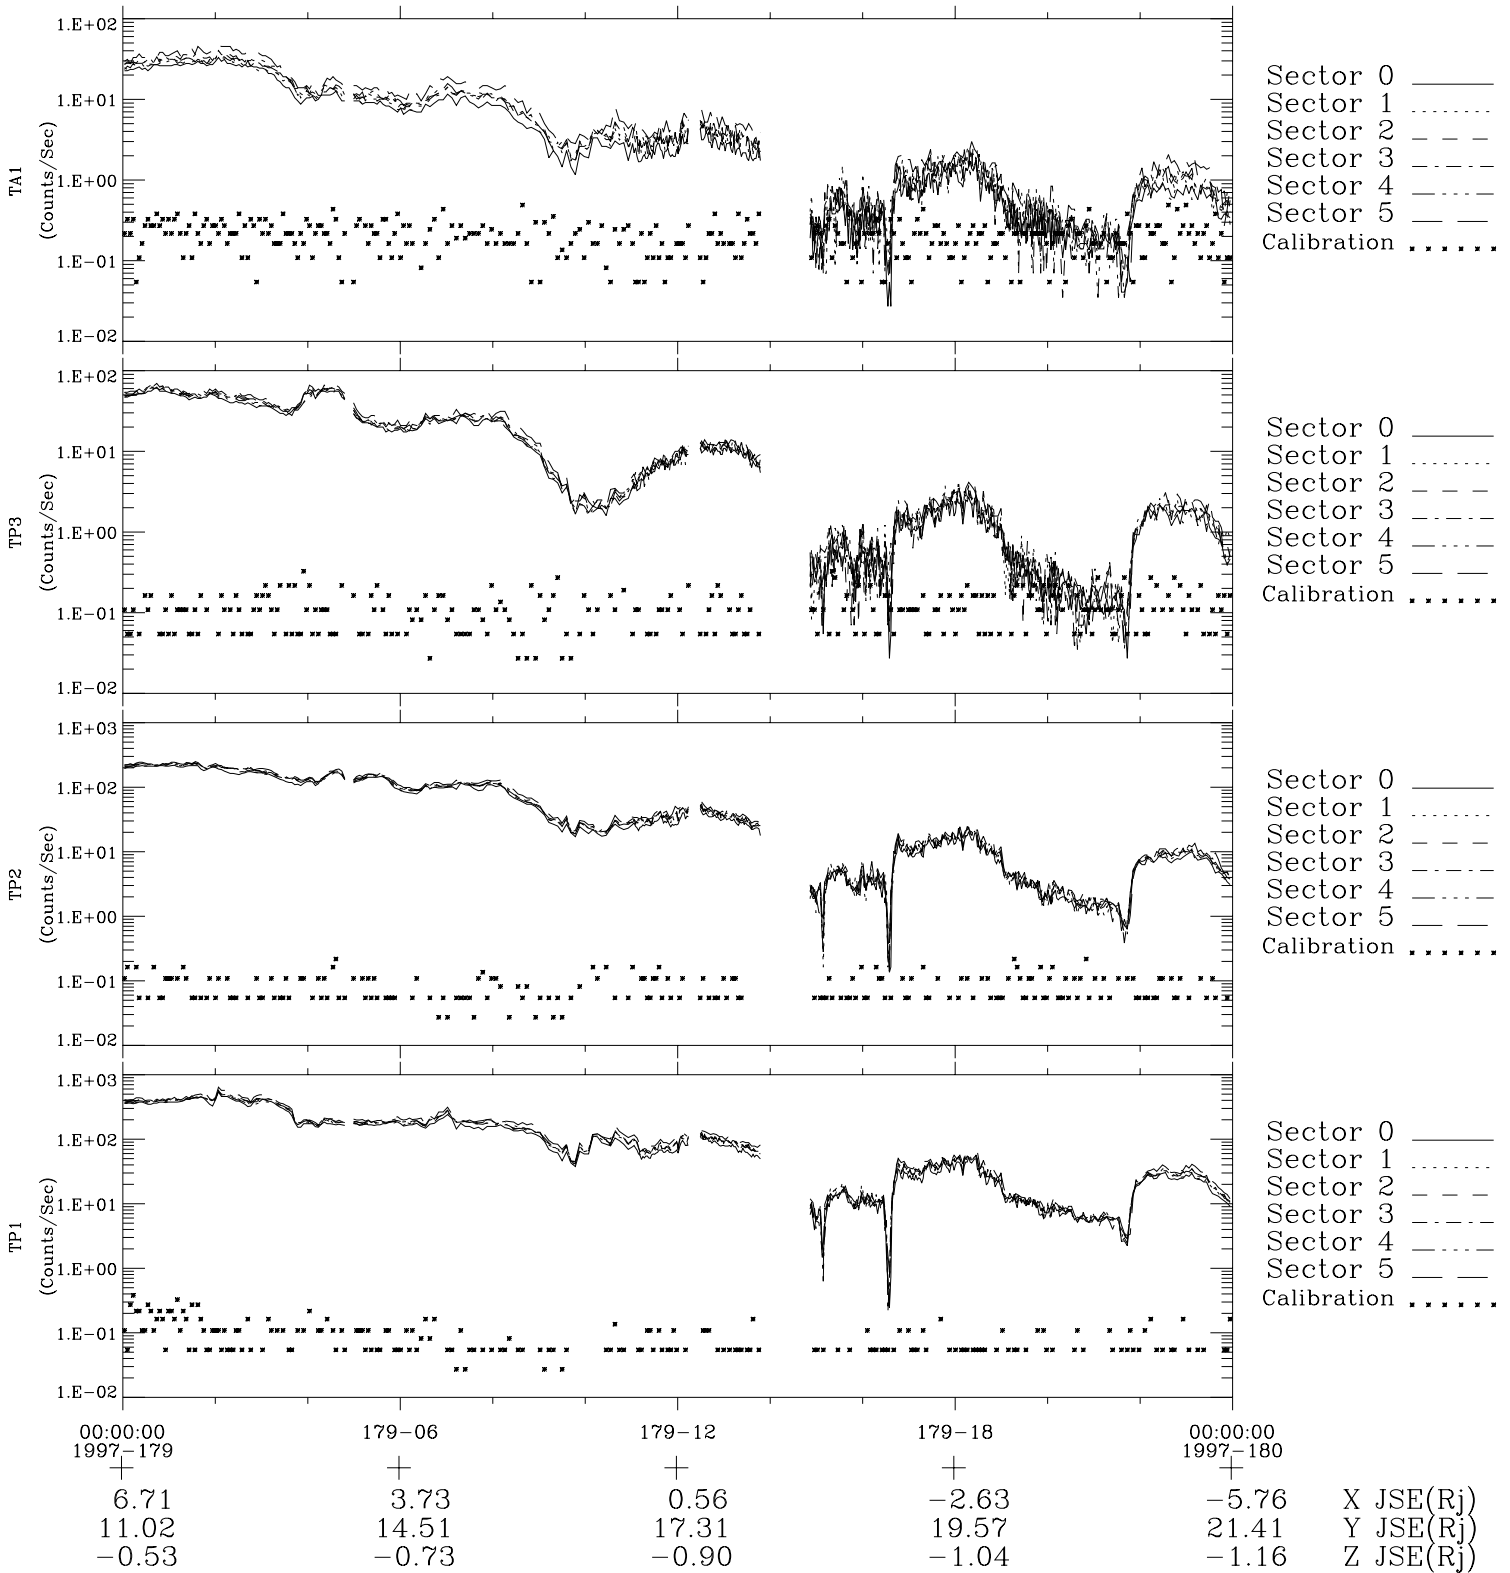 1.E+02
1.E+01
1.E+00
1.E-01
1.E-02
TA1
(Counts/Sec)
Sector 0
Sector 1
Sector 2
Sector 3
Sector 4
Sector 5
Calibration
1.E+02
1.E+01
1.E+00
1.E-01
1.E-02
TP3
(Counts/Sec)
Sector 0
Sector 1
Sector 2
Sector 3
Sector 4
Sector 5
Calibration
1.E+03
1.E+02
1.E+01
1.E+00
1.E-01
1.E-02
TP2
(Counts/Sec)
Sector 0
Sector 1
Sector 2
Sector 3
Sector 4
Sector 5
Calibration
1.E+03
1.E+02
1.E+01
1.E+00
1.E-01
1.E-02
TP1
(Counts/Sec)
Sector 0
Sector 1
Sector 2
Sector 3
Sector 4
Sector 5
Calibration
00:00:00 179-06 179-12 179-18 00:00:00
1997-179 1997-180
6.71 3.73 0.56 -2.63 -5.76 X JSE(Rj)
11.02 14.51 17.31 19.57 21.41 Y JSE(Rj)
-0.53 -0.73 -0.90 -1.04 -1.16 Z JSE(Rj)